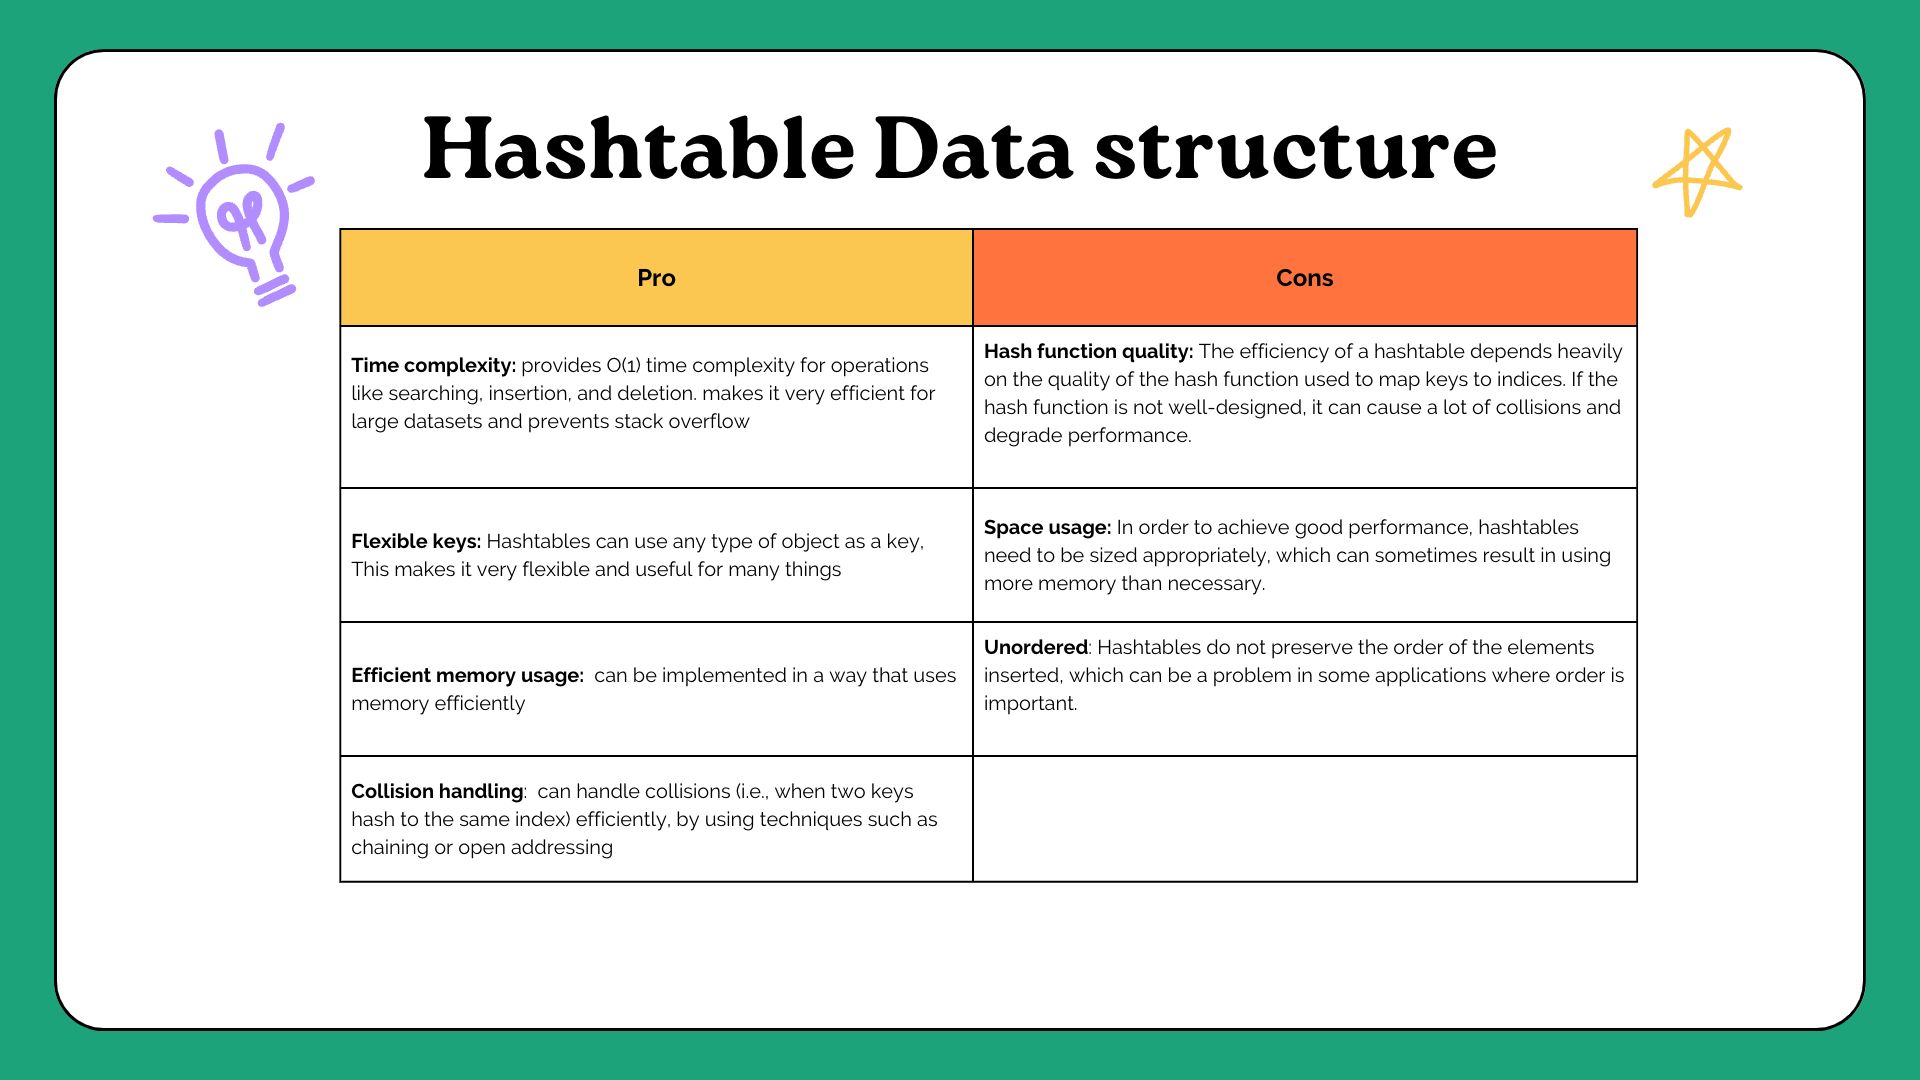 Hashtable Data structure
Pro
Cons
Time complexity: provides O(1) time complexity for operations
like searching, insertion, and deletion. makes it very efficient for
large datasets and prevents stack overflow
Hash function quality: The efficiency of a hashtable depends heavily
on the quality of the hash function used to map keys to indices. If the
hash function is not well-designed, it can cause a lot of collisions and
degrade performance.
Flexible keys: Hashtables can use any type of object as a key,
This makes it very flexible and useful for many things
Space usage: In order to achieve good performance, hashtables
need to be sized appropriately, which can sometimes result in using
more memory than necessary.
Efficient memory usage:  can be implemented in a way that uses
memory efficiently
Unordered: Hashtables do not preserve the order of the elements
inserted, which can be a problem in some applications where order is
important.
Collision handling:  can handle collisions (i.e., when two keys
hash to the same index) efficiently, by using techniques such as
chaining or open addressing